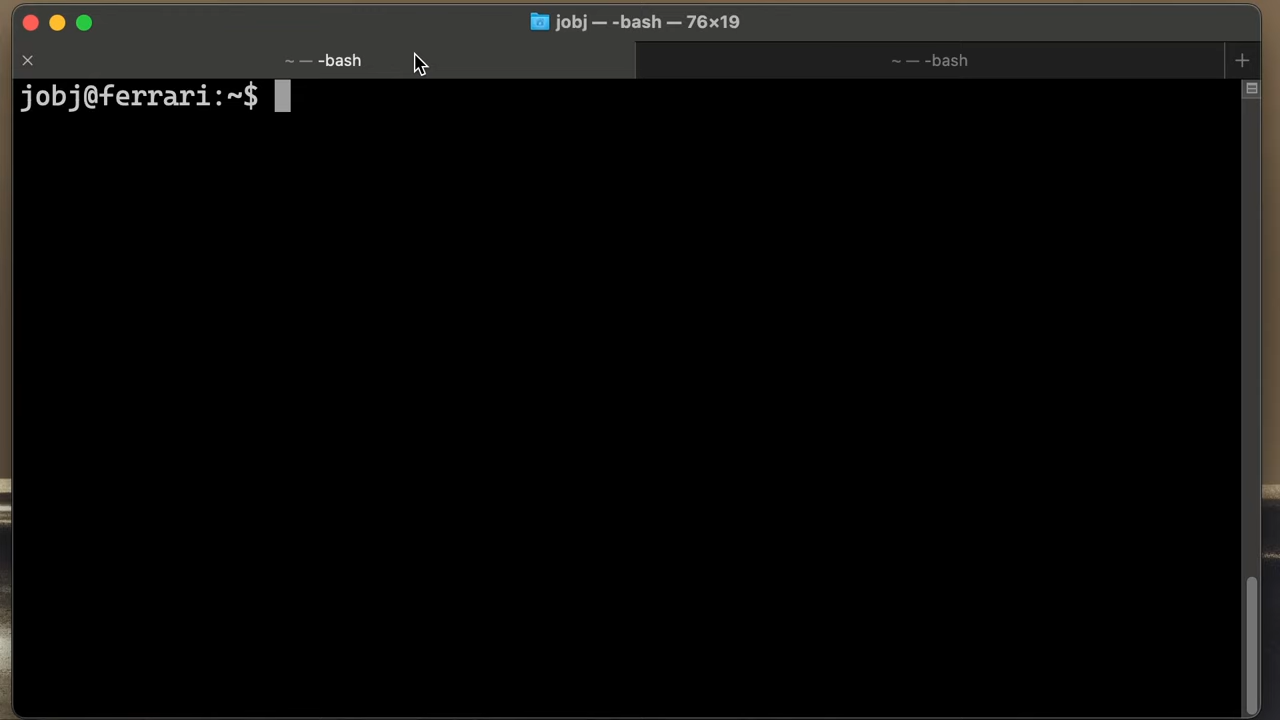 jobj — -bash — 76×19
~ — -bash
~ — -bash
jobj@ferrari:~$